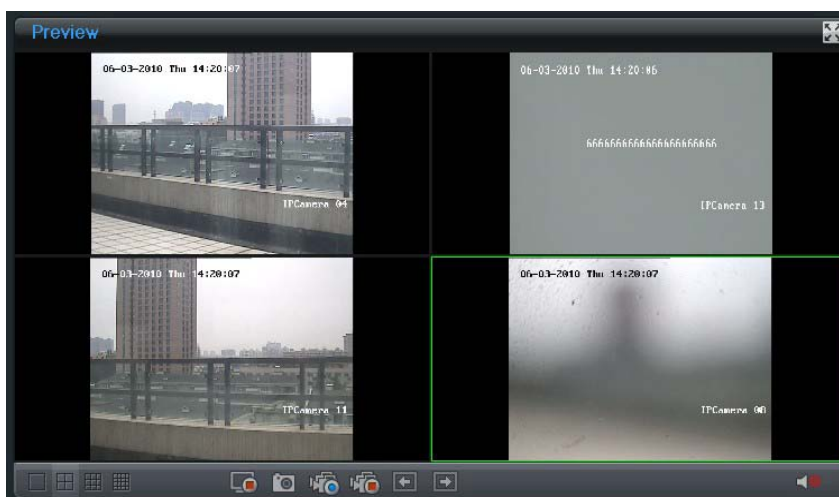 Preview
06-03-2010 Thu 14:20:07
IPCamera 04
06-03-2010 Thu 14:20:06
6666666666666666666666
IPCamera 13
06-03-2010 Thu 14:20:07
IPCamera 11
06-03-2010 Thu 14:20:07
IPCamera 08